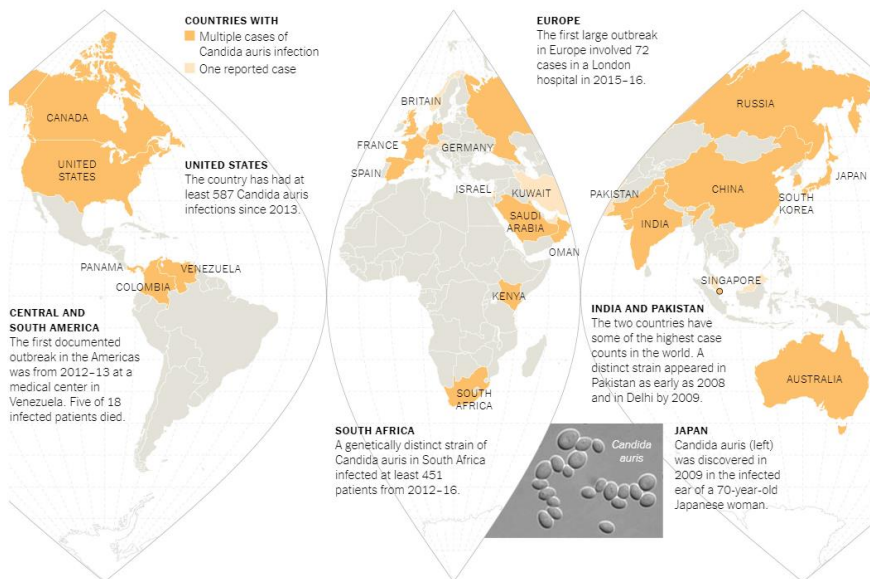 COUNTRIES WITH
Multiple cases of
Candida auris infection
One reported case
CANADA
UNITED
STATES
UNITED STATES
The country has had at
least 587 Candida auris
infections since 2013.
PANAMA
VENEZUELA
COLOMBIA
CENTRAL AND
SOUTH AMERICA
The first documented
outbreak in the Americas
was from 2012–13 at a
medical center in
Venezuela. Five of 18
infected patients died.
EUROPE
The first large outbreak
in Europe involved 72
cases in a London
hospital in 2015–16.
BRITAIN
FRANCE
GERMANY
SPAIN
ISRAEL
KUWAIT
SAUDI
ARABIA
OMAN
KENYA
SOUTH
AFRICA
SOUTH AFRICA
A genetically distinct strain of
Candida auris in South Africa
infected at least 451
patients from 2012–16.
RUSSIA
CHINA
JAPAN
SOUTH
KOREA
PAKISTAN
INDIA
SINGAPORE
INDIA AND PAKISTAN
The two countries have
some of the highest case
counts in the world. A
distinct strain appeared in
Pakistan as early as 2008
and in Delhi by 2009.
AUSTRALIA
Candida
auris
JAPAN
Candida auris (left)
was discovered in
2009 in the infected
ear of a 70-year-old
Japanese woman.